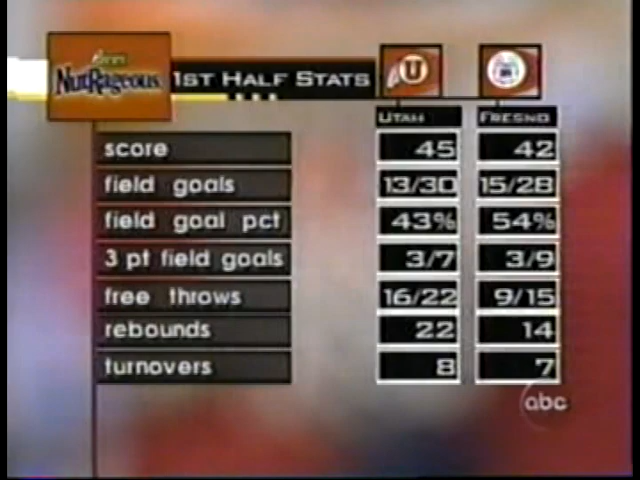 Reese's
NutRageous
1st Half Stats
U
Utah Fresno
score 45 42
field goals 13/30 15/28
field goal pct 43% 54%
3 pt field goals 3/7 3/9
free throws 16/22 9/15
rebounds 22 14
turnovers 8 7
abc